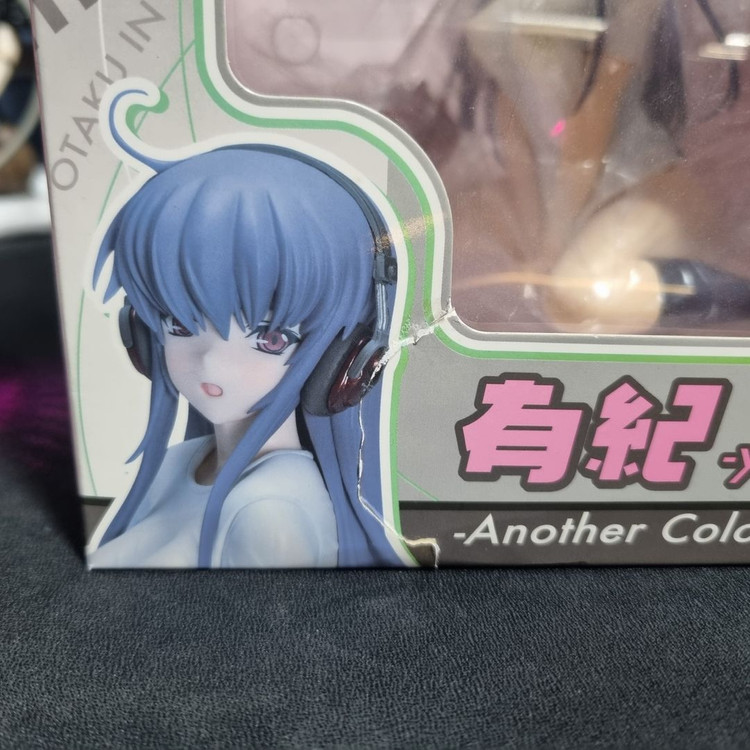 OTAKU IN
有紀
-Another Colo